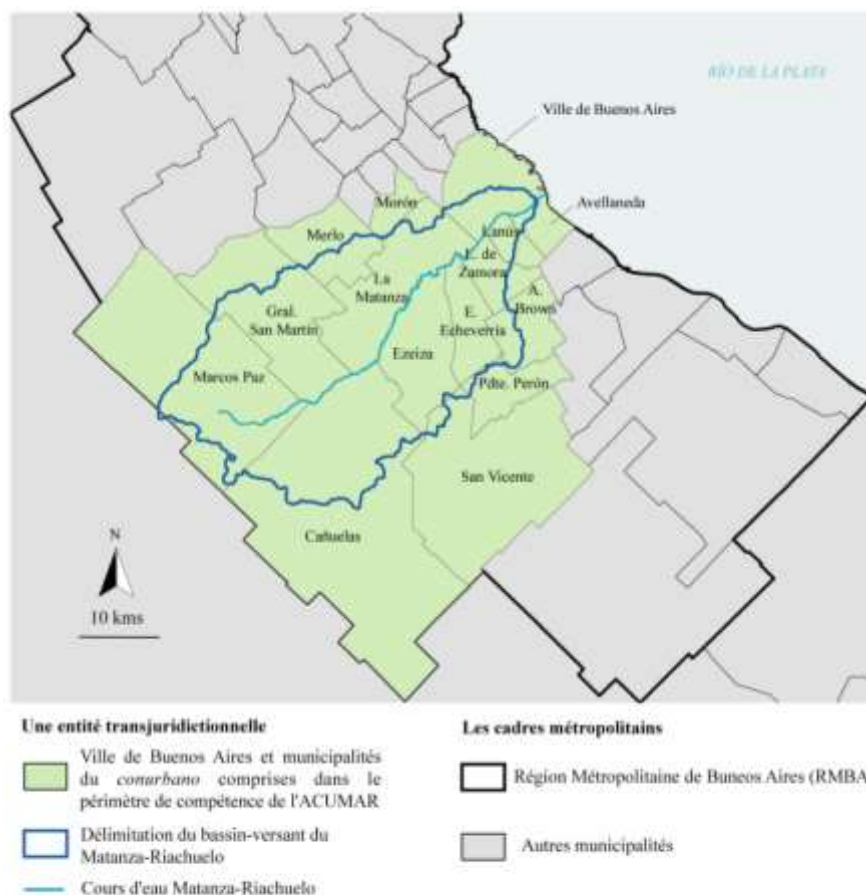 RÍO DE LA PLATA
Ville de Buenos Aires
Avellaneda
Morón
Lanús
Merlo
L. de
Zamora
La
Matanza
A.
Brown
Gral.
San Martín
E.
Echeverría
Ezeiza
Marcos Paz
Pdte. Perón
San Vicente
Cañuelas
N
10 kms
Une entité transjuridictionnelle
Ville de Buenos Aires et municipalités
du conurbano comprises dans le
périmètre de compétence de l'ACUMAR
Délimitation du bassin-versant du
Matanza-Riachuelo
Cours d'eau Matanza-Riachuelo
Les cadres métropolitains
Région Métropolitaine de Buneos Aires (RMBA
Autres municipalités